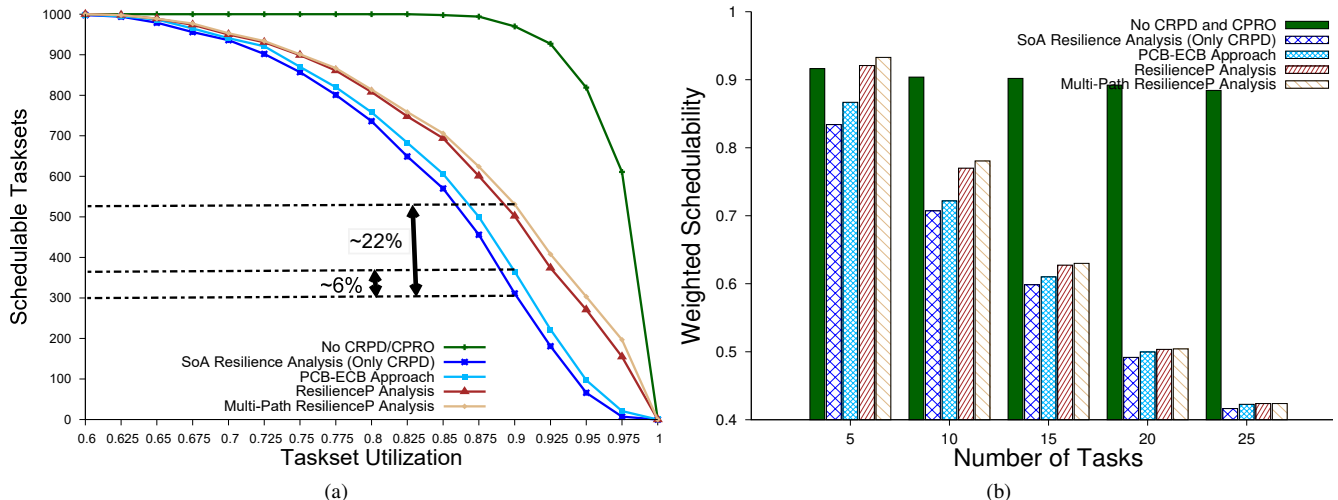 1000
900
800
700
600
500
400
300
200
100
0
Schedulable Tasksets
~22%
~6%
No CRPD/CPRO
SoA Resilience Analysis (Only CRPD)
PCB-ECB Approach
ResilienceP Analysis
Multi-Path ResilienceP Analysis
0.6 0.625 0.65 0.675 0.7 0.725 0.75 0.775 0.8 0.825 0.85 0.875 0.9 0.925 0.95 0.975 1
Taskset Utilization
(a)
1
0.9
0.8
0.7
0.6
0.5
0.4
Weighted Schedulability
No CRPD and CPRO
SoA Resilience Analysis (Only CRPD)
PCB-ECB Approach
ResilienceP Analysis
Multi-Path ResilienceP Analysis
5 10 15 20 25
Number of Tasks
(b)